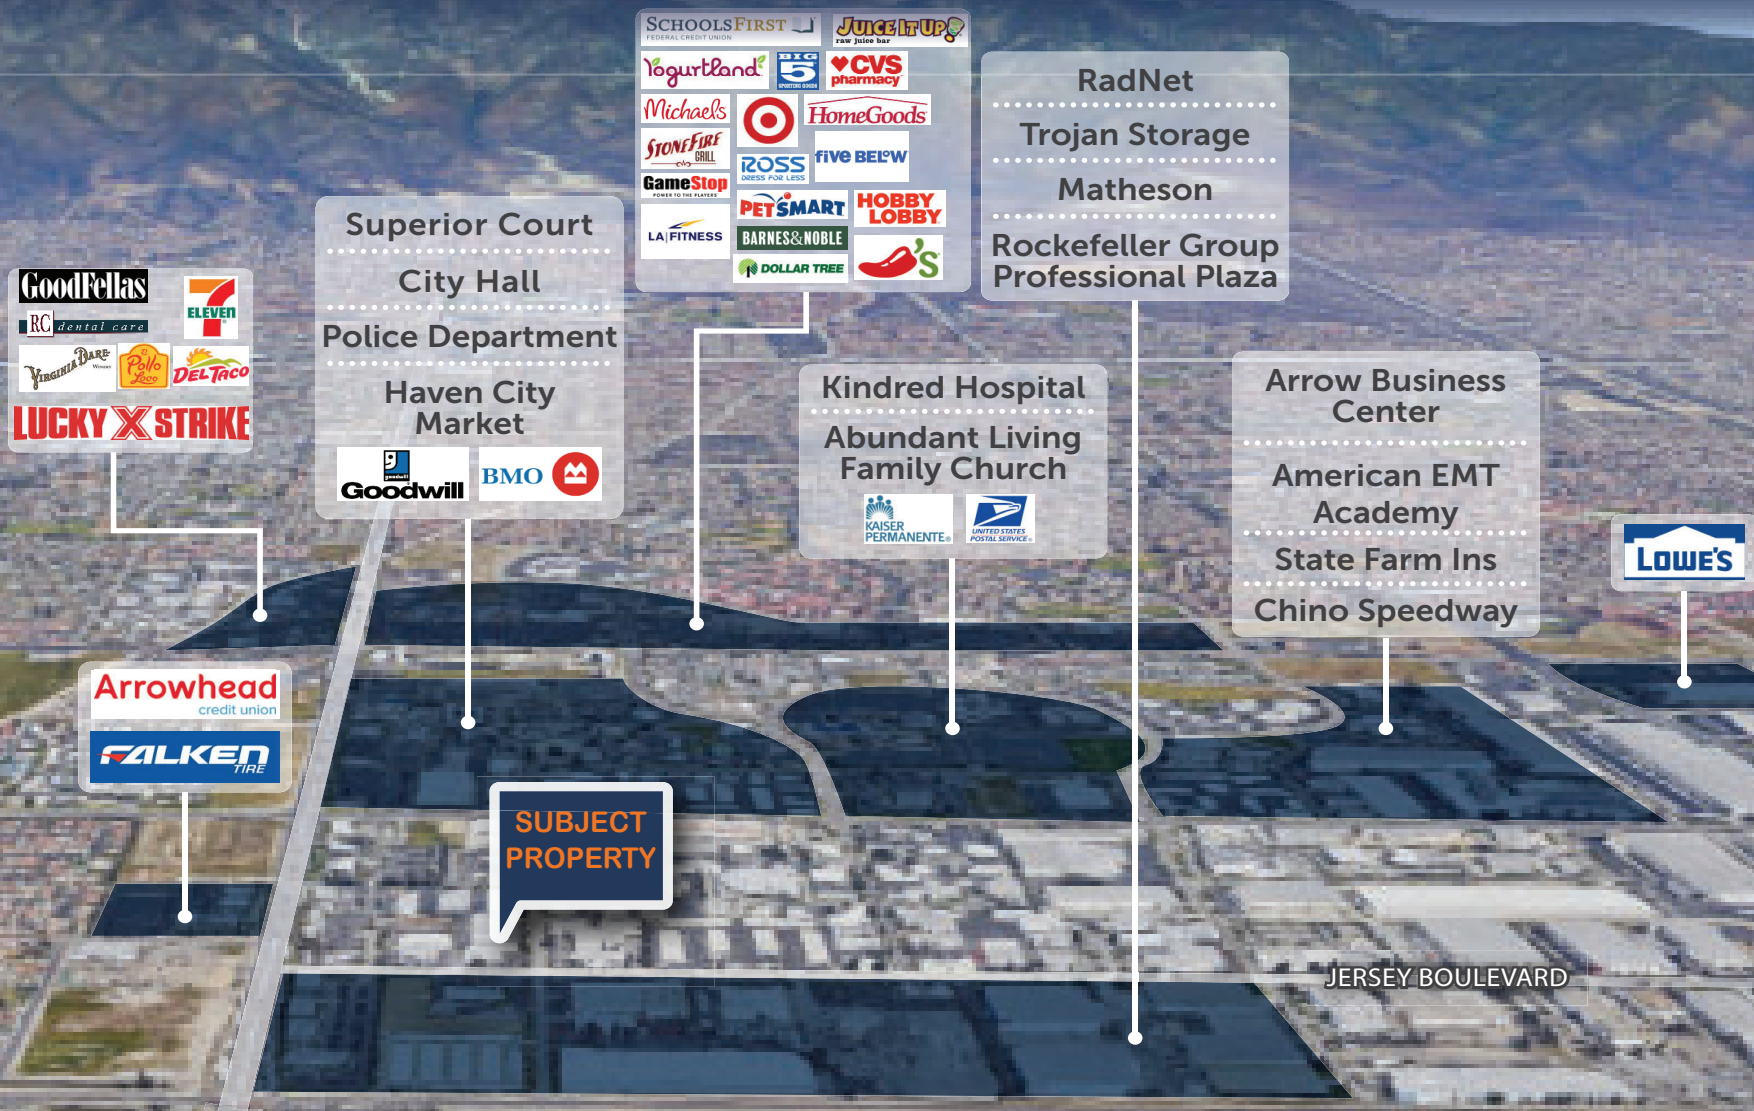 SCHOOLSFIRST
FEDERAL CREDIT UNION
JUICE IT UP!
raw juice bar
Yogurtland
BIG
5
SPORTING GOODS
CVS
pharmacy
Michaels
HomeGoods
STONEFIRE
GRILL
ROSS
DRESS FOR LESS
five BELOW
GameStop
POWER TO THE PLAYERS
PETSMART
HOBBY
LOBBY
LA|FITNESS
BARNES&NOBLE
DOLLAR TREE
'S
RadNet
Trojan Storage
Matheson
Rockefeller Group
Professional Plaza
Superior Court
City Hall
Police Department
Haven City
Market
goodwill
Goodwill
BMO
GOODFELLAS
7
ELEVEN
RC dental care
VIRGINIA DARE
Winery
El
Pollo
Loco
DEL TACO
LUCKY X STRIKE
Kindred Hospital
Abundant Living
Family Church
KAISER
PERMANENTE®
UNITED STATES
POSTAL SERVICE®
Arrow Business
Center
American EMT
Academy
State Farm Ins
Chino Speedway
LOWE'S
Arrowhead
credit union
FALKEN
TIRE
SUBJECT
PROPERTY
JERSEY BOULEVARD